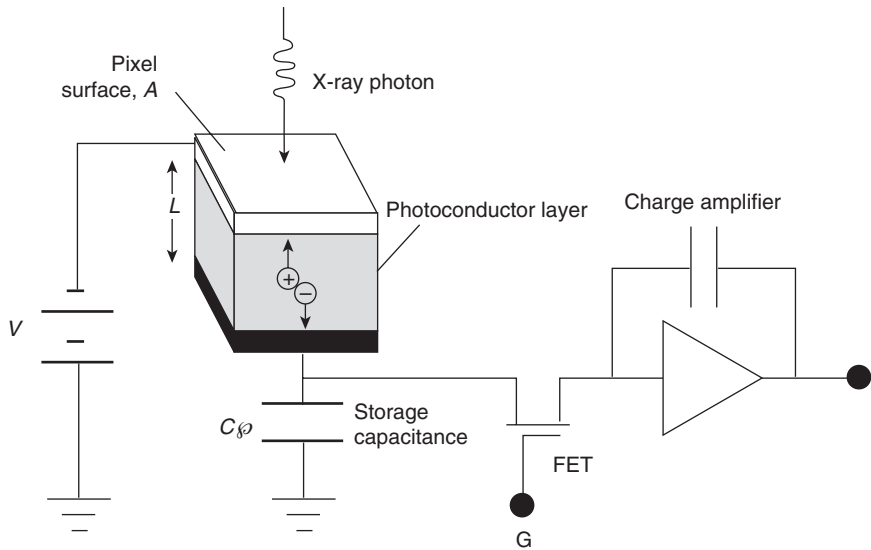 Pixel
surface, A
X-ray photon
L
Photoconductor layer
Charge amplifier
+
−
V
C℘
Storage
capacitance
FET
G